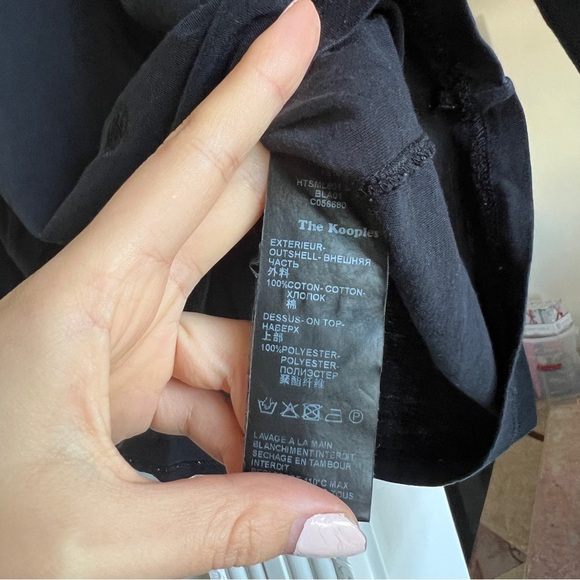 BLA01
C056680
The Kooples
EXTERIEUR-
OUTSHELL- ВНЕШНЯЯ
ЧАСТЬ
外料
100%COTON- COTTON-
ХЛОПОК
棉
DESSUS- ON TOP-
НАВЕРХ
上部
100%POLYESTER-
POLYESTER-
ПОЛИЭСТЕР
聚酯纤维
P
LAVAGE A LA MAIN
BLANCHIMENT INTERDIT
SECHAGE EN TAMBOUR
INTERDIT
110°C MAX